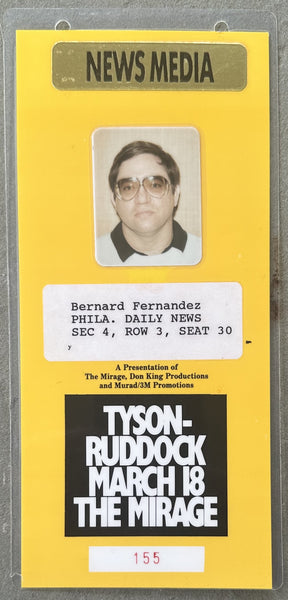 NEWS MEDIA
Bernard Fernandez
PHILA. DAILY NEWS
SEC 4, ROW 3, SEAT 30
y
A Presentation of
The Mirage, Don King Productions
and Murad/3M Promotions
TYSON-
RUDDOCK
MARCH 18
THE MIRAGE
155